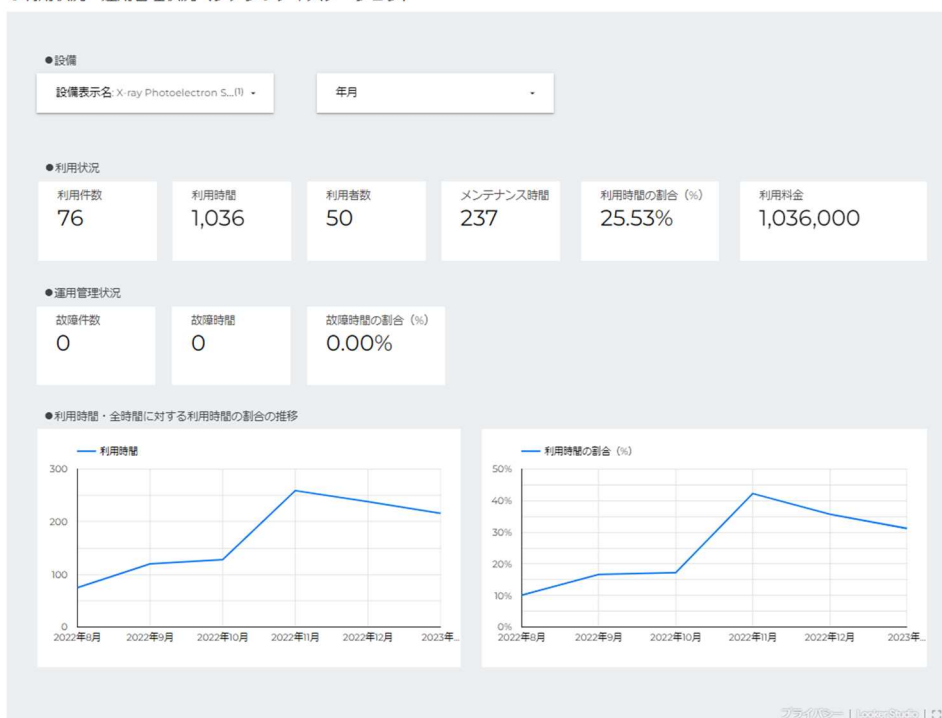 ●設備
設備表示名: X-ray Photoelectron S...(1)
年月
●利用状況
利用件数
76
利用時間
1,036
利用者数
50
メンテナンス時間
237
利用時間の割合（%）
25.53%
利用料金
1,036,000
●運用管理状況
故障件数
0
故障時間
0
故障時間の割合（%）
0.00%
●利用時間・全時間に対する利用時間の割合の推移
利用時間
300
200
100
0
2022年8月 2022年9月 2022年10月 2022年11月 2022年12月 2023年...
利用時間の割合（%）
50%
40%
30%
20%
10%
0%
2022年8月 2022年9月 2022年10月 2022年11月 2022年12月 2023年...
プライバシー | LookerStudio |